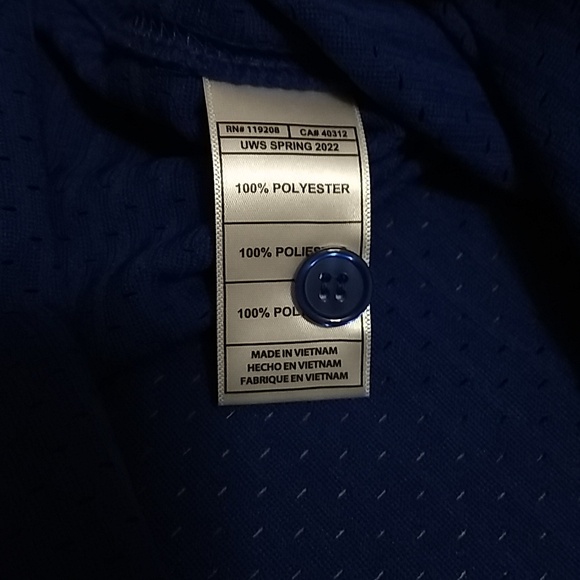 RN# 119208 CA# 40312
UWS SPRING 2022
100% POLYESTER
100%
100%
MADE IN VIETNAM
HECHO EN VIETNAM
FABRIQUE EN VIETNAM